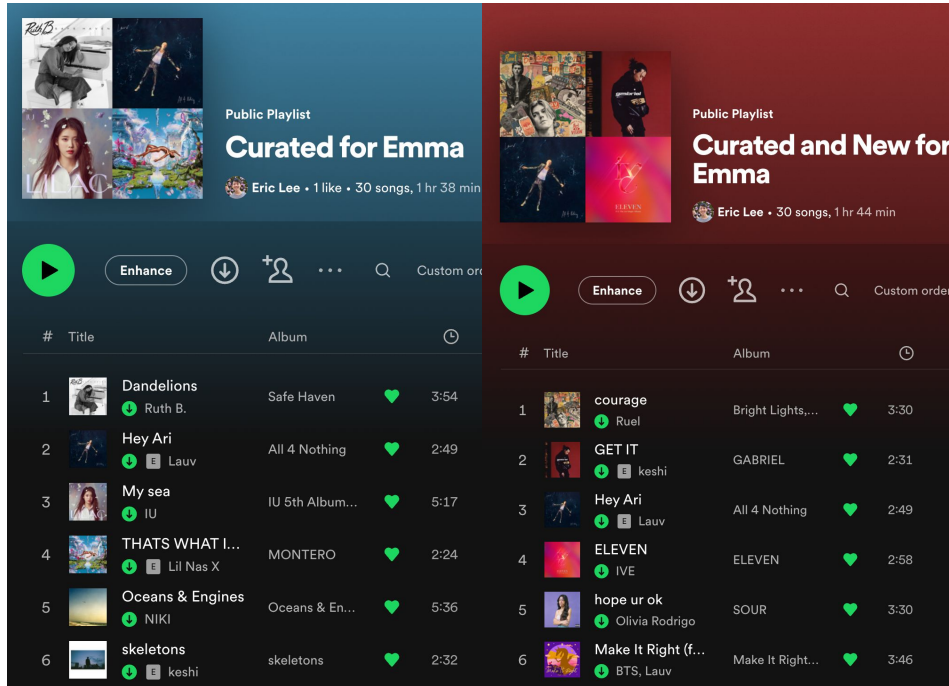 Ruth B.
LILAC
Public Playlist
Curated for Emma
Eric Lee • 1 like • 30 songs, 1 hr 38 min
Enhance
Custom ord
# Title Album
1 Dandelions Safe Haven 3:54
Ruth B.
2 Hey Ari All 4 Nothing 2:49
E Lauv
3 My sea IU 5th Album... 5:17
IU
4 THATS WHAT I... MONTERO 2:24
E Lil Nas X
5 Oceans & Engines Oceans & En... 5:36
NIKI
6 skeletons skeletons 2:32
E keshi
gabriel
ELEVEN
Public Playlist
Curated and New for
Emma
Eric Lee • 30 songs, 1 hr 44 min
Enhance
Custom order
# Title Album
1 courage Bright Lights,... 3:30
Ruel
2 GET IT GABRIEL 2:31
E keshi
3 Hey Ari All 4 Nothing 2:49
E Lauv
4 ELEVEN ELEVEN 2:58
IVE
5 hope ur ok SOUR 3:30
Olivia Rodrigo
6 Make It Right (f... Make It Right... 3:46
BTS, Lauv